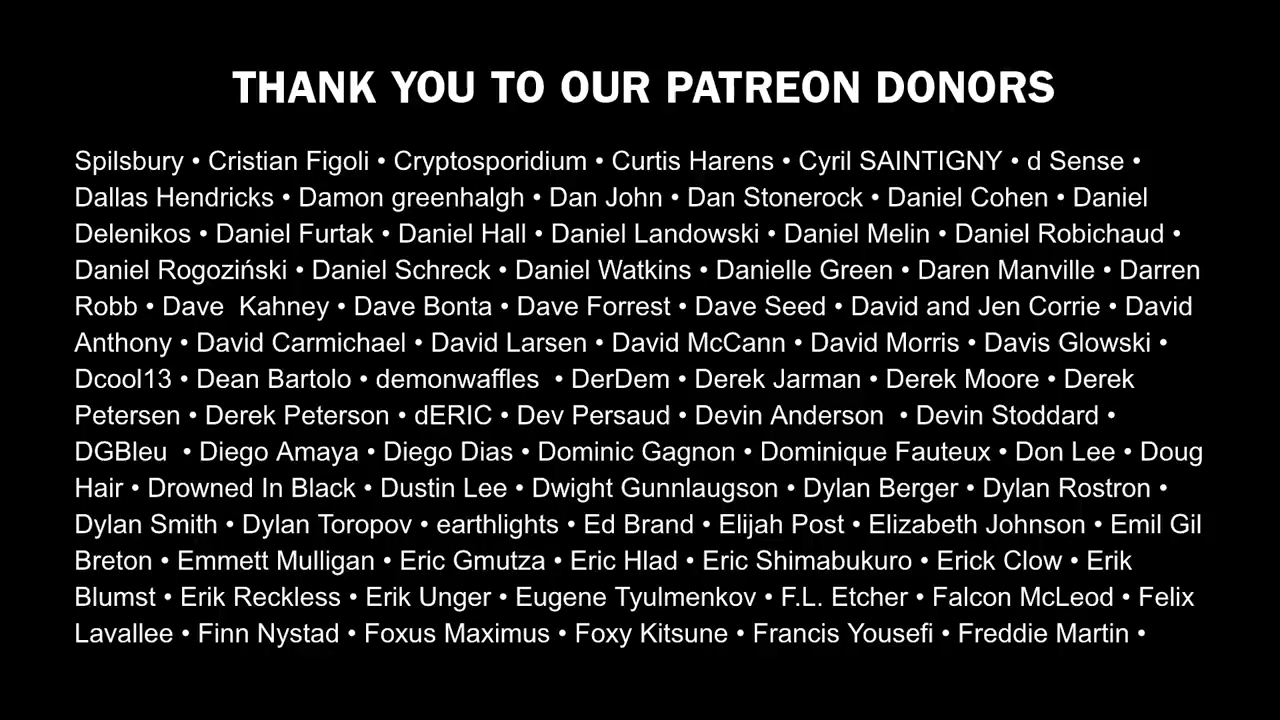 THANK YOU TO OUR PATREON DONORS
Spilsbury • Cristian Figoli • Cryptosporidium • Curtis Harens • Cyril SAINTIGNY • d Sense •
Dallas Hendricks • Damon greenhalgh • Dan John • Dan Stonerock • Daniel Cohen • Daniel
Delenikos • Daniel Furtak • Daniel Hall • Daniel Landowski • Daniel Melin • Daniel Robichaud •
Daniel Rogoziński • Daniel Schreck • Daniel Watkins • Danielle Green • Daren Manville • Darren
Robb • Dave  Kahney • Dave Bonta • Dave Forrest • Dave Seed • David and Jen Corrie • David
Anthony • David Carmichael • David Larsen • David McCann • David Morris • Davis Glowski •
Dcool13 • Dean Bartolo • demonwaffles  • DerDem • Derek Jarman • Derek Moore • Derek
Petersen • Derek Peterson • dERIC • Dev Persaud • Devin Anderson  • Devin Stoddard •
DGBleu  • Diego Amaya • Diego Dias • Dominic Gagnon • Dominique Fauteux • Don Lee • Doug
Hair • Drowned In Black • Dustin Lee • Dwight Gunnlaugson • Dylan Berger • Dylan Rostron •
Dylan Smith • Dylan Toropov • earthlights • Ed Brand • Elijah Post • Elizabeth Johnson • Emil Gil
Breton • Emmett Mulligan • Eric Gmutza • Eric Hlad • Eric Shimabukuro • Erick Clow • Erik
Blumst • Erik Reckless • Erik Unger • Eugene Tyulmenkov • F.L. Etcher • Falcon McLeod • Felix
Lavallee • Finn Nystad • Foxus Maximus • Foxy Kitsune • Francis Yousefi • Freddie Martin •